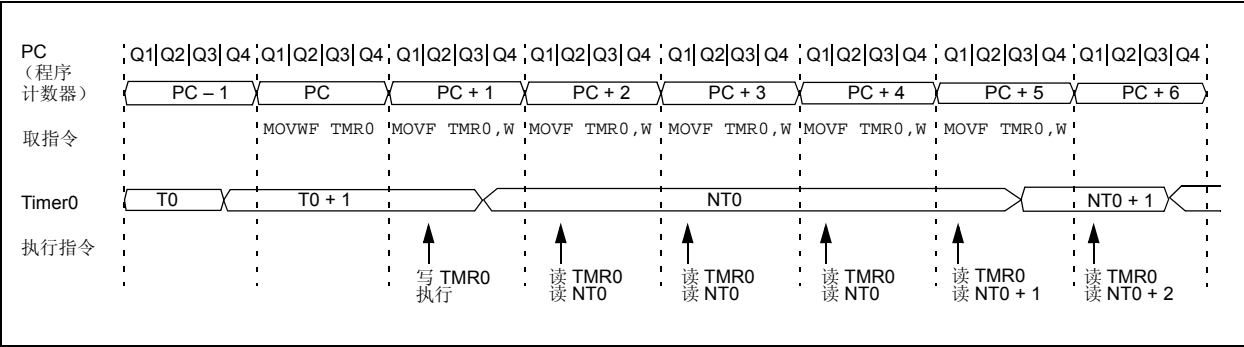 PC
(程序
计数器)
Q1 Q2 Q3 Q4 Q1 Q2 Q3 Q4 Q1 Q2 Q3 Q4 Q1 Q2 Q3 Q4 Q1 Q2 Q3 Q4 Q1 Q2 Q3 Q4 Q1 Q2 Q3 Q4 Q1 Q2 Q3 Q4
PC – 1 PC PC + 1 PC + 2 PC + 3 PC + 4 PC + 5 PC + 6
取指令 MOVWF TMR0 MOVF TMR0,W MOVF TMR0,W MOVF TMR0,W MOVF TMR0,W MOVF TMR0,W
Timer0 T0 T0 + 1 NT0 NT0 + 1
执行指令
写 TMR0 读 TMR0 读 TMR0 读 TMR0 读 TMR0 读 TMR0
执行 读 NT0 读 NT0 读 NT0 读 NT0 + 1 读 NT0 + 2